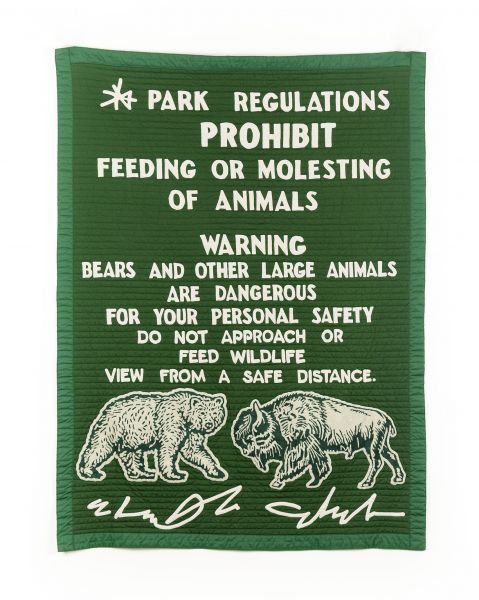 PARK REGULATIONS
PROHIBIT
FEEDING OR MOLESTING
OF ANIMALS
WARNING
BEARS AND OTHER LARGE ANIMALS
ARE DANGEROUS
FOR YOUR PERSONAL SAFETY
DO NOT APPROACH OR
FEED WILDLIFE
VIEW FROM A SAFE DISTANCE.